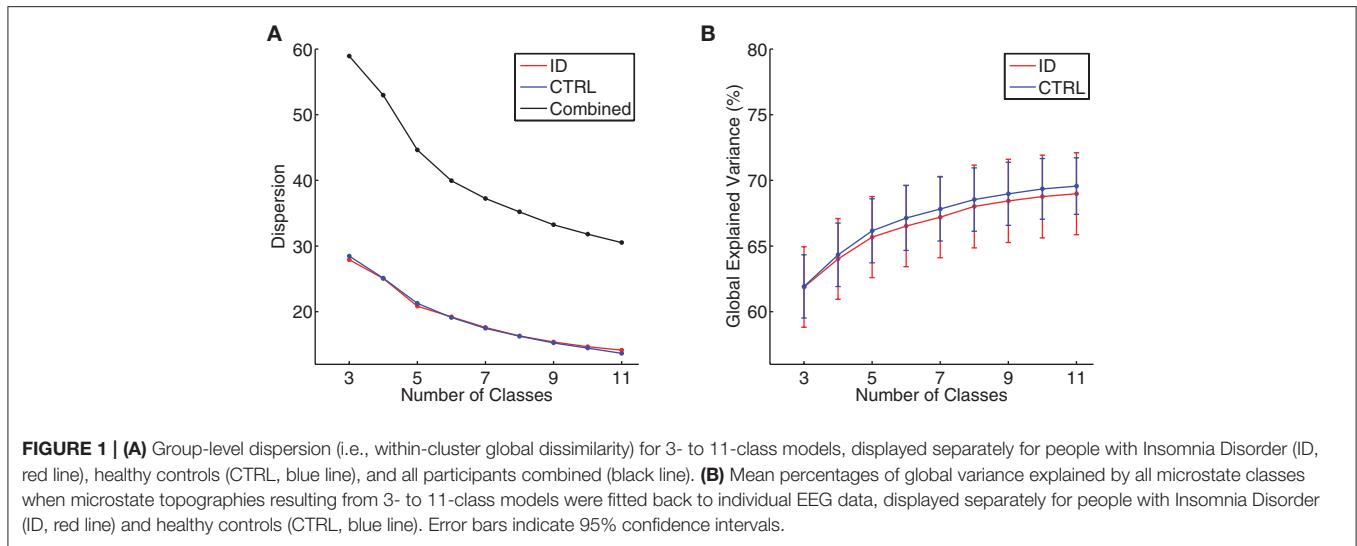 A
60
50
40
30
20
Dispersion
3
5
7
9
11
Number of Classes
ID
CTRL
Combined
B
80
75
70
65
60
Global Explained Variance (%)
3
5
7
9
11
Number of Classes
ID
CTRL
FIGURE 1 | (A) Group-level dispersion (i.e., within-cluster global dissimilarity) for 3- to 11-class models, displayed separately for people with Insomnia Disorder (ID,
red line), healthy controls (CTRL, blue line), and all participants combined (black line). (B) Mean percentages of global variance explained by all microstate classes
when microstate topographies resulting from 3- to 11-class models were fitted back to individual EEG data, displayed separately for people with Insomnia Disorder
(ID, red line) and healthy controls (CTRL, blue line). Error bars indicate 95% confidence intervals.